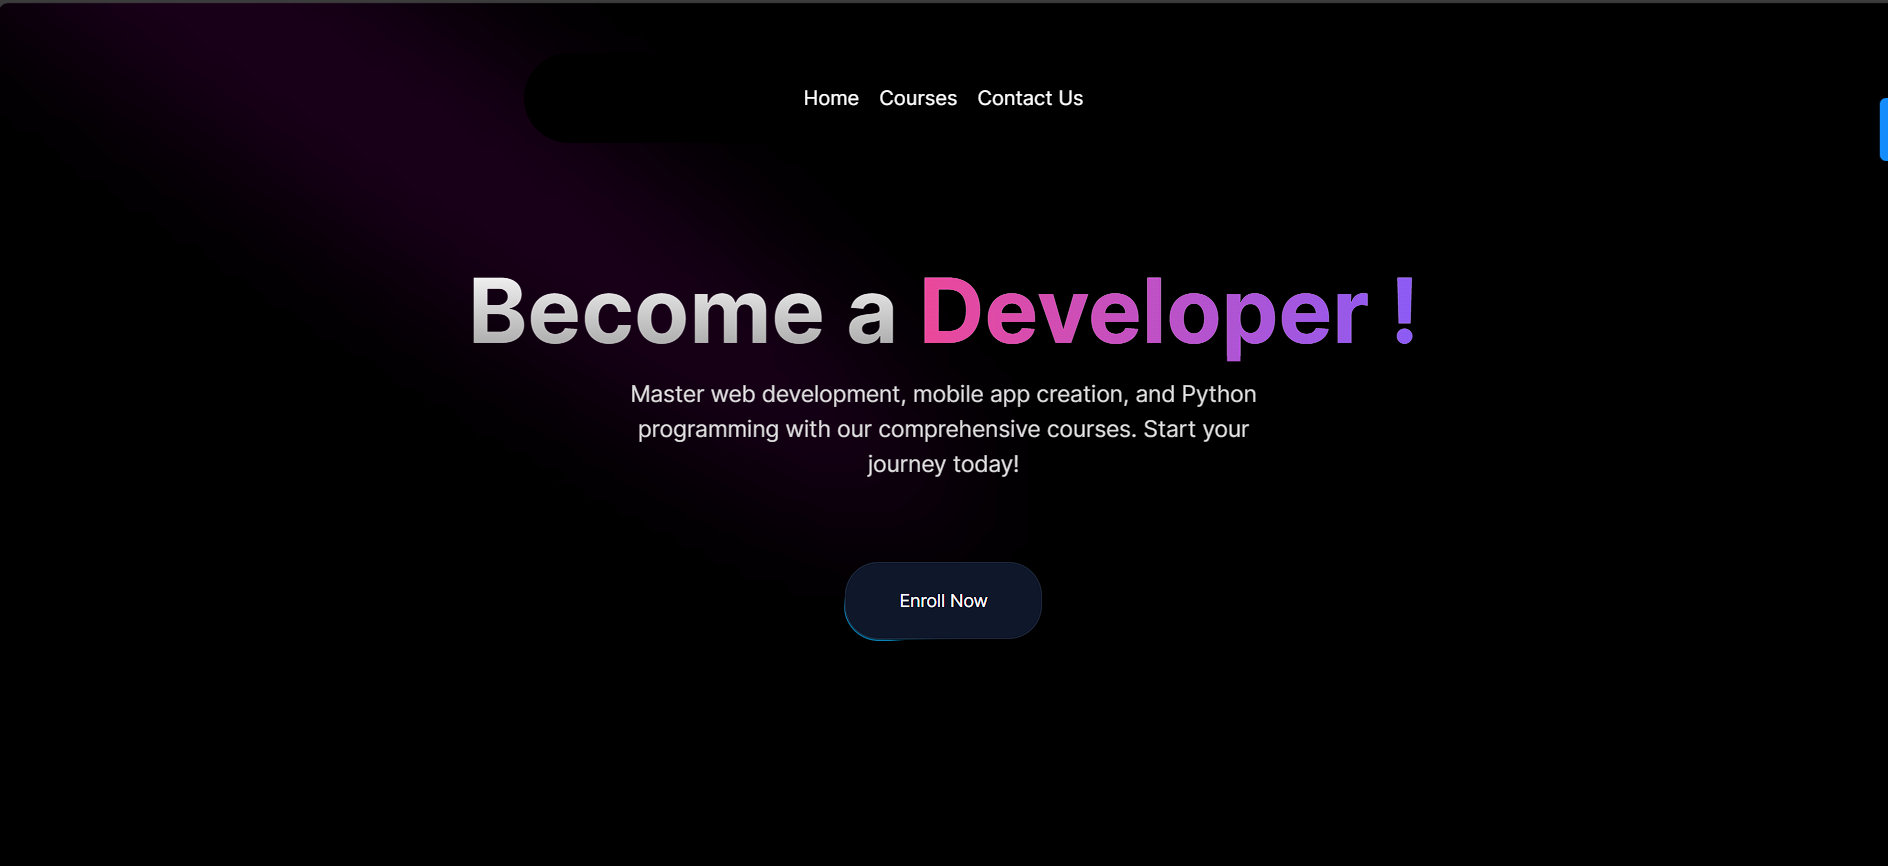 Home Courses Contact Us
Become a Developer !
Master web development, mobile app creation, and Python
programming with our comprehensive courses. Start your
journey today!
Enroll Now